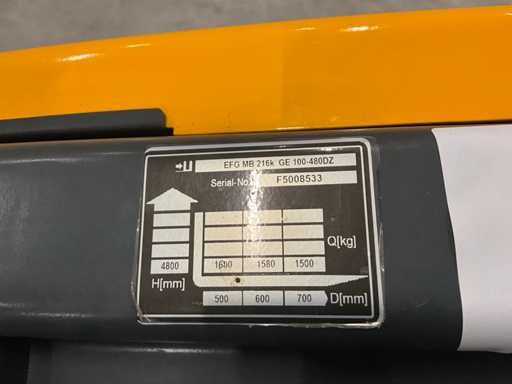 EFG MB 216k GE 100-480DZ
Serial-No. F5008533
Q[kg]
4800 1600 1580 1500
H[mm]
500 600 700 D[mm]